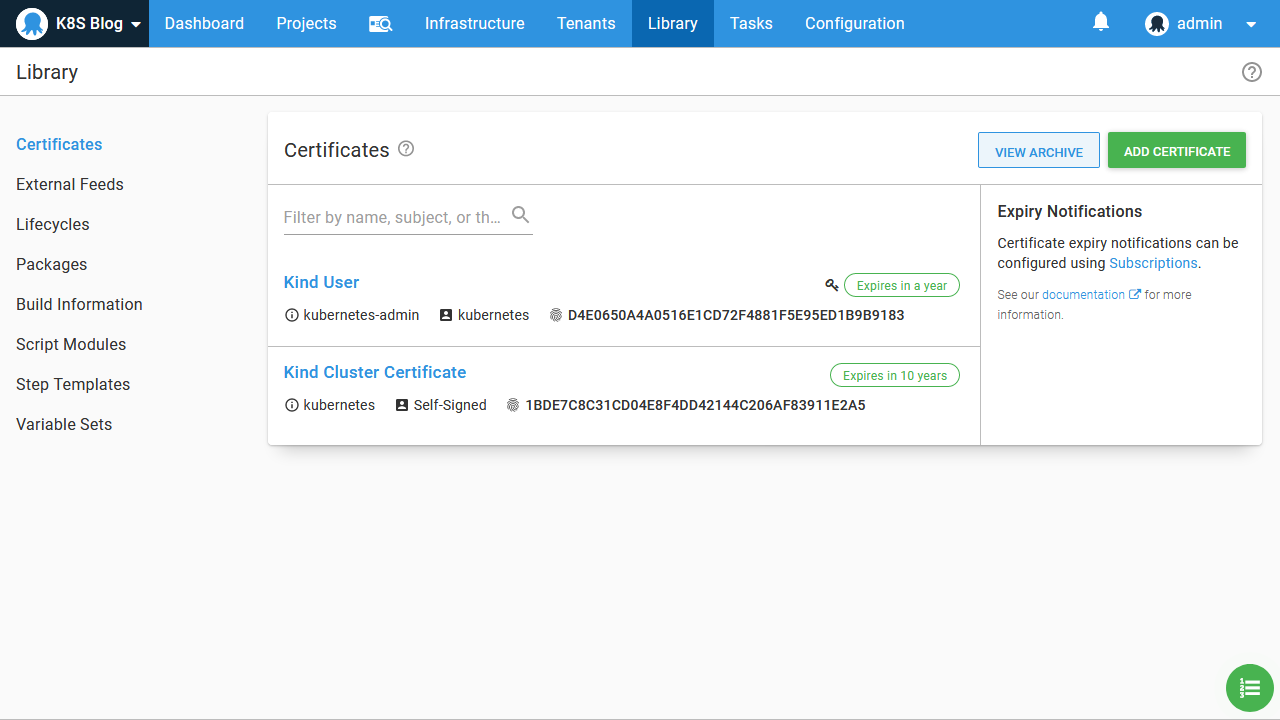 K8S Blog Dashboard Projects Infrastructure Tenants Library Tasks Configuration admin
Library
Certificates
External Feeds
Lifecycles
Packages
Build Information
Script Modules
Step Templates
Variable Sets
Certificates VIEW ARCHIVE ADD CERTIFICATE
Filter by name, subject, or th...
Kind User Expires in a year
kubernetes-admin kubernetes D4E0650A4A0516E1CD72F4881F5E95ED1B9B9183
Kind Cluster Certificate Expires in 10 years
kubernetes Self-Signed 1BDE7C8C31CD04E8F4DD42144C206AF83911E2A5
Expiry Notifications
Certificate expiry notifications can be
configured using Subscriptions.
See our documentation for more
information.